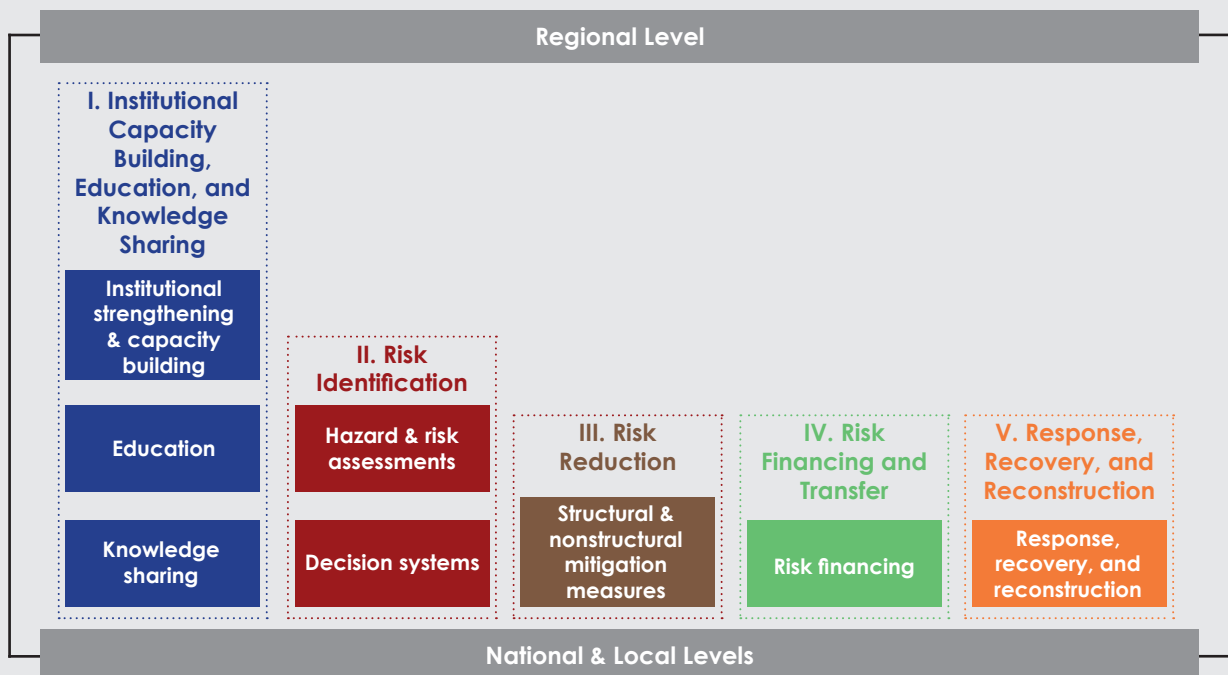 Regional Level
I. Institutional
Capacity
Building,
Education, and
Knowledge
Sharing
Institutional
strengthening
& capacity
building
Education
Knowledge
sharing
II. Risk
Identification
Hazard & risk
assessments
Decision systems
III. Risk
Reduction
Structural &
nonstructural
mitigation
measures
IV. Risk
Financing and
Transfer
Risk financing
V. Response,
Recovery, and
Reconstruction
Response,
recovery, and
reconstruction
National & Local Levels